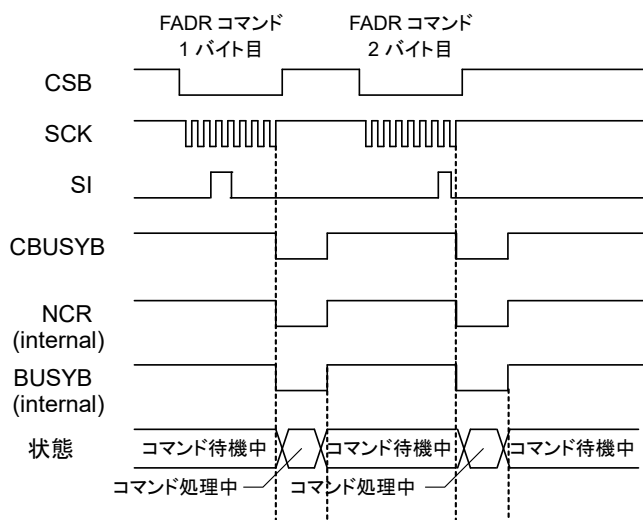 FADR コマンド
1 バイト目
FADR コマンド
2 バイト目
CSB
SCK
SI
CBUSYB
NCR
(internal)
BUSYB
(internal)
状態
コマンド待機中
コマンド待機中
コマンド待機中
コマンド処理中
コマンド処理中